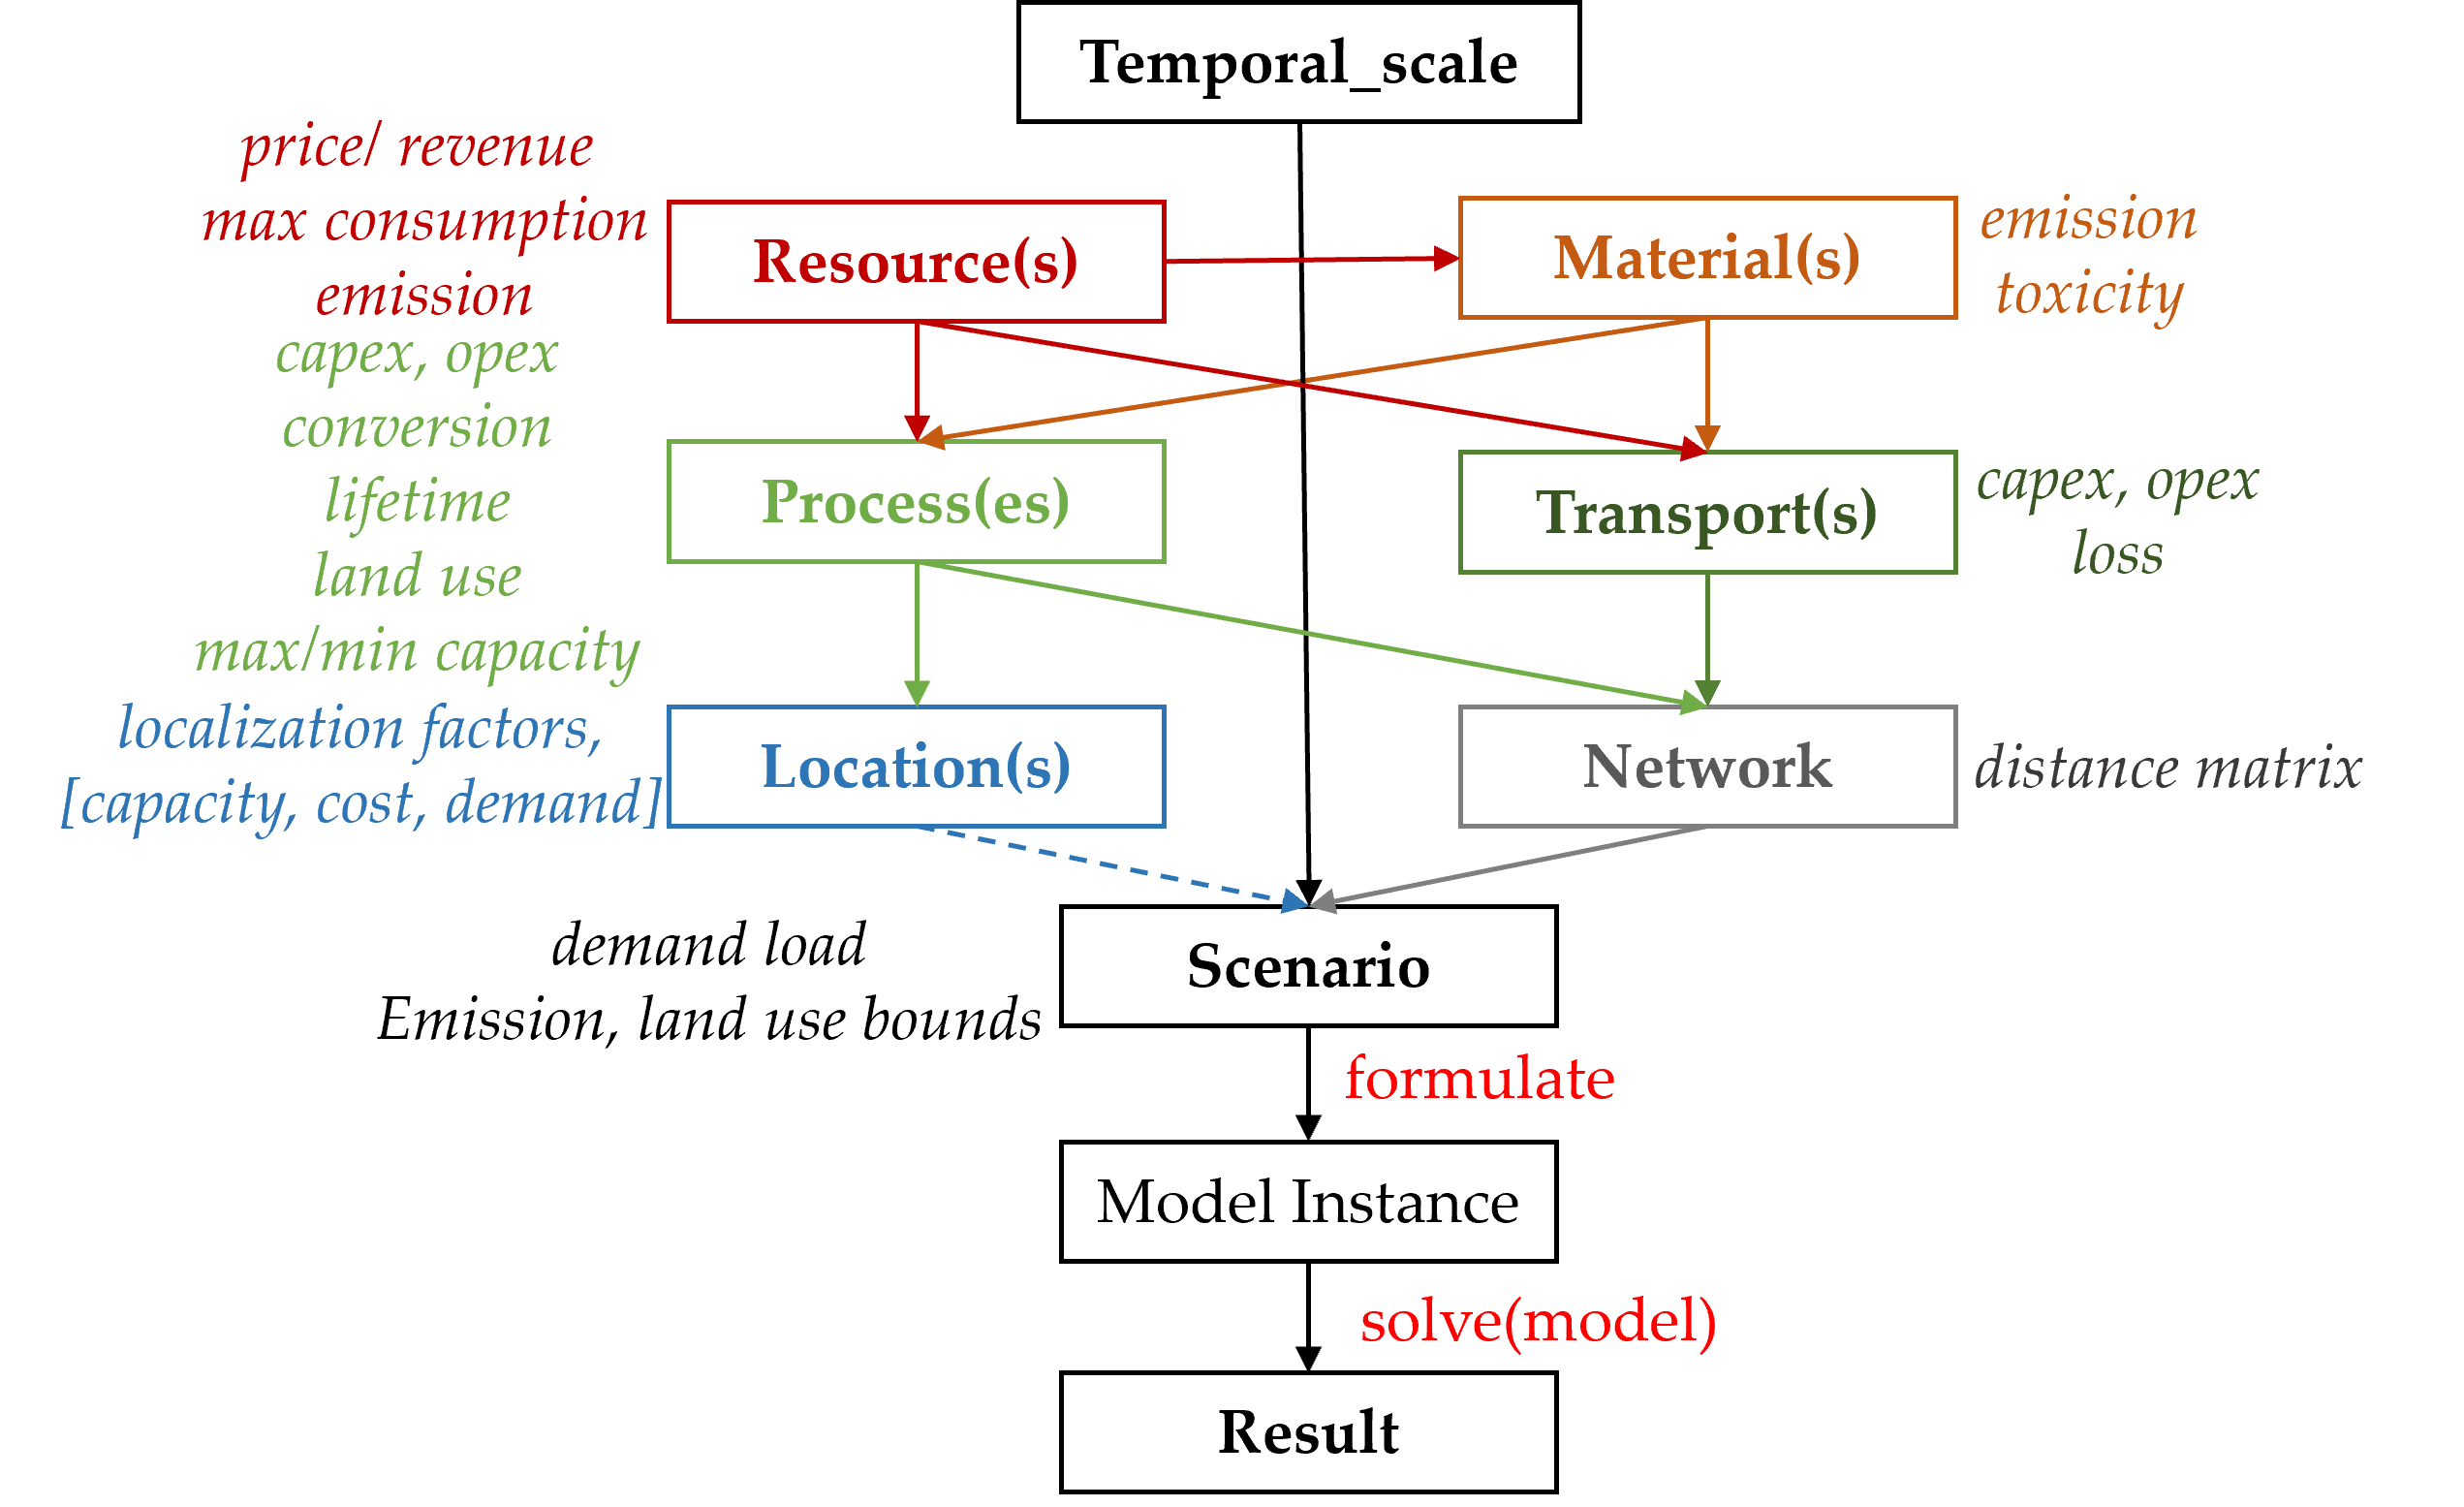 Temporal_scale
price/ revenue
max consumption
emission
Resource(s)
Material(s)
emission
toxicity
capex, opex
conversion
lifetime
land use
max/min capacity
Process(es)
Transport(s)
capex, opex
loss
localization factors,
[capacity, cost, demand]
Location(s)
Network
distance matrix
demand load
Emission, land use bounds
Scenario
formulate
Model Instance
solve(model)
Result